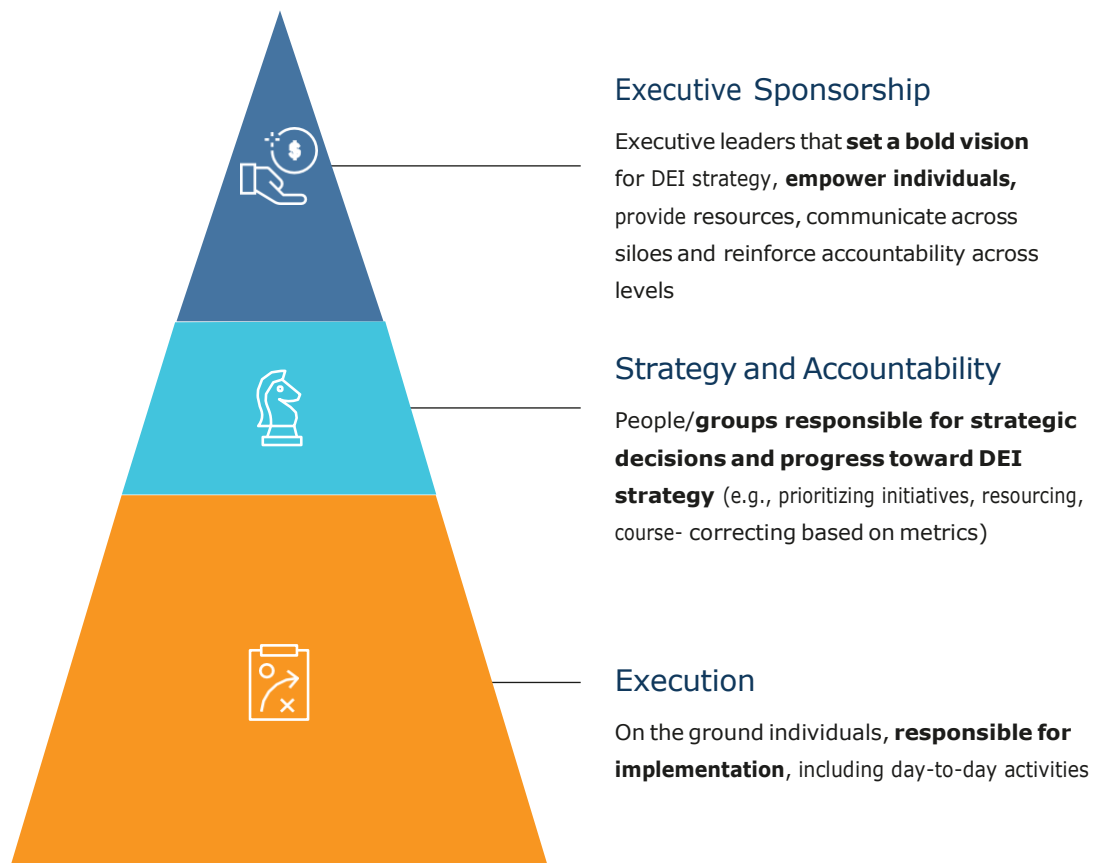 Executive Sponsorship
Executive leaders that set a bold vision
for DEI strategy, empower individuals,
provide resources, communicate across
siloes and reinforce accountability across
levels
Strategy and Accountability
People/groups responsible for strategic
decisions and progress toward DEI
strategy (e.g., prioritizing initiatives, resourcing,
course- correcting based on metrics)
Execution
On the ground individuals, responsible for
implementation, including day-to-day activities